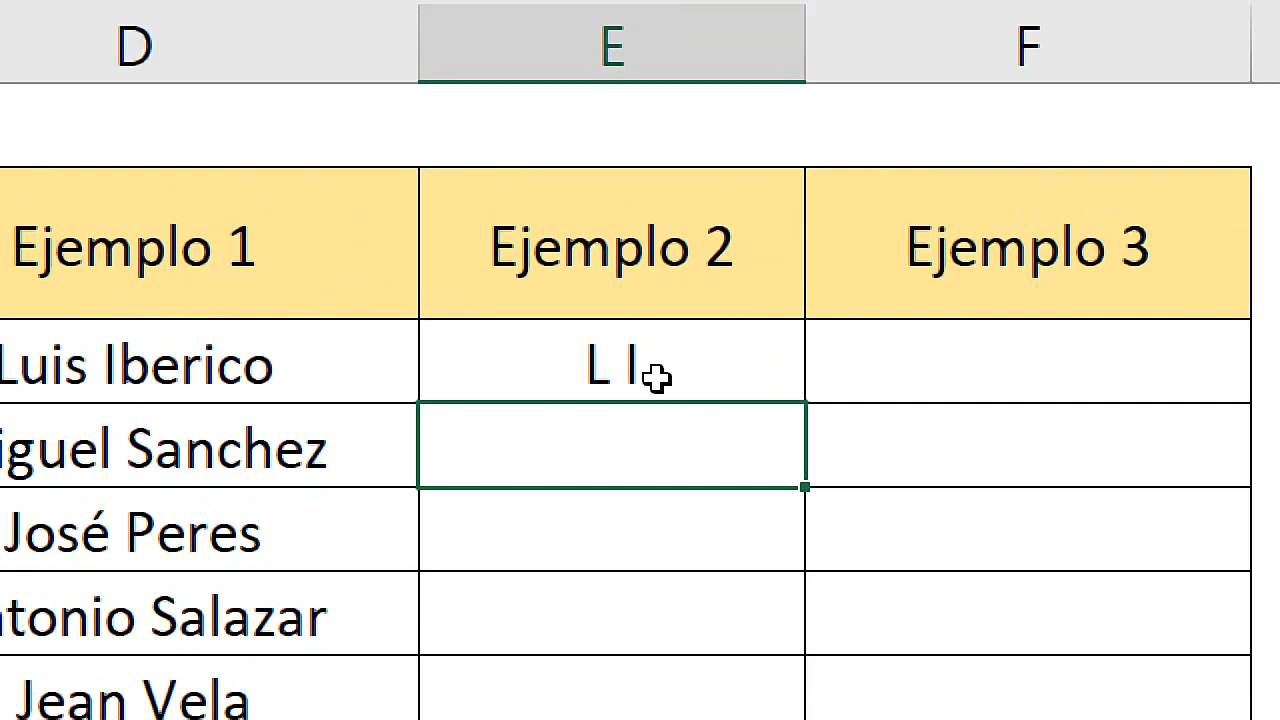 D E F
Ejemplo 1 Ejemplo 2 Ejemplo 3
Luis Iberico L I
iguel Sanchez
José Peres
ntonio Salazar
Jean Vela